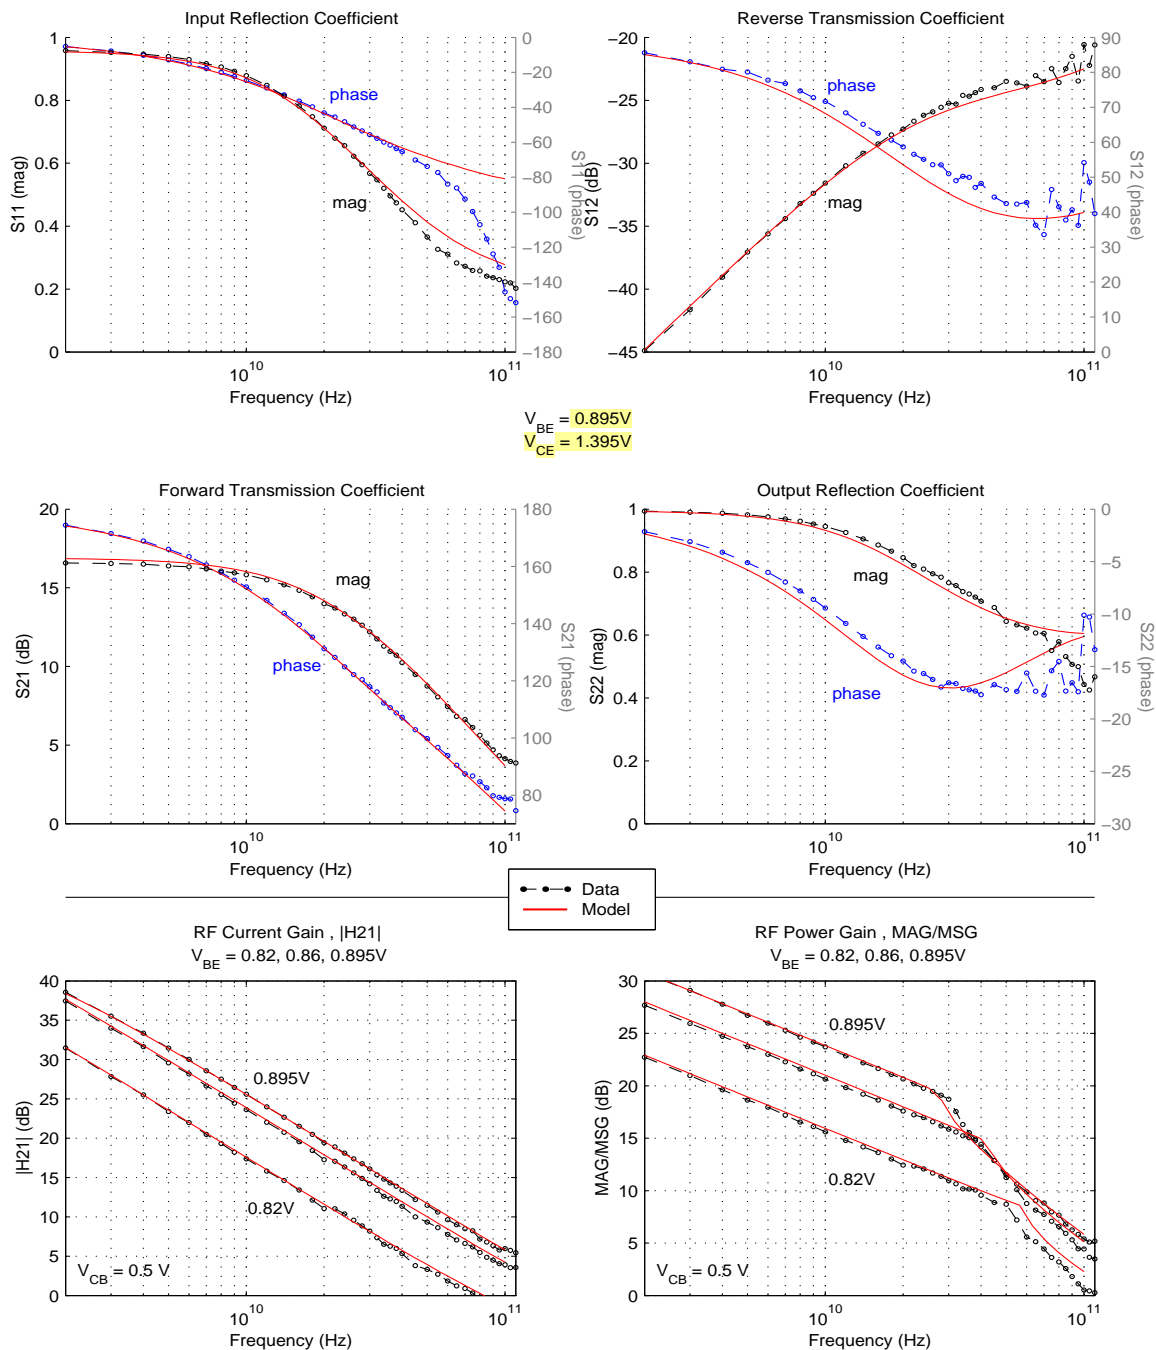 Input Reflection Coefficient
1
0.8
0.6
0.4
0.2
0
S11 (mag)
0
−20
−40
−60
−80
−100
−120
−140
−160
−180
S11 (phase)
phase
mag
10^10
10^11
Frequency (Hz)
Reverse Transmission Coefficient
−20
−25
−30
−35
−40
−45
S12 (dB)
90
80
70
60
50
40
30
20
10
0
S12 (phase)
phase
mag
10^10
10^11
Frequency (Hz)
V_BE = 0.895V
V_CE = 1.395V
Forward Transmission Coefficient
20
15
10
5
0
S21 (dB)
180
160
140
120
100
80
S21 (phase)
mag
phase
10^10
10^11
Frequency (Hz)
Output Reflection Coefficient
1
0.8
0.6
0.4
0.2
0
S22 (mag)
0
−5
−10
−15
−20
−25
−30
S22 (phase)
mag
phase
10^10
10^11
Frequency (Hz)
Data
Model
RF Current Gain , |H21|
V_BE = 0.82, 0.86, 0.895V
40
35
30
25
20
15
10
5
0
|H21| (dB)
0.895V
0.82V
V_CB = 0.5 V
10^10
10^11
Frequency (Hz)
RF Power Gain , MAG/MSG
V_BE = 0.82, 0.86, 0.895V
30
25
20
15
10
5
0
MAG/MSG (dB)
0.895V
0.82V
V_CB = 0.5 V
10^10
10^11
Frequency (Hz)